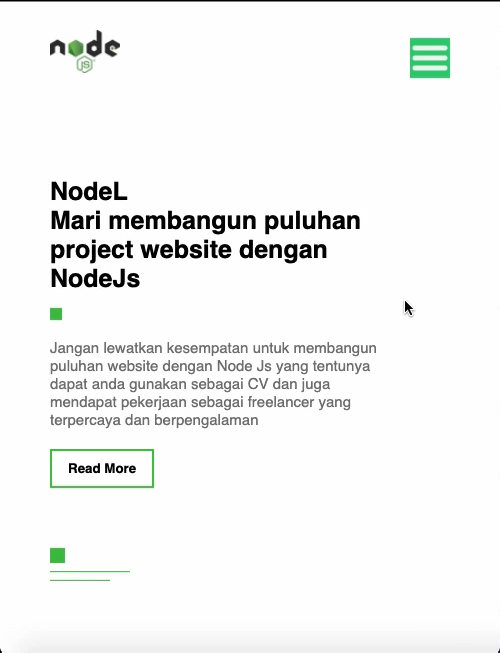 node
JS
NodeL
Mari membangun puluhan
project website dengan
NodeJs
Jangan lewatkan kesempatan untuk membangun
puluhan website dengan Node Js yang tentunya
dapat anda gunakan sebagai CV dan juga
mendapat pekerjaan sebagai freelancer yang
terpercaya dan berpengalaman
Read More